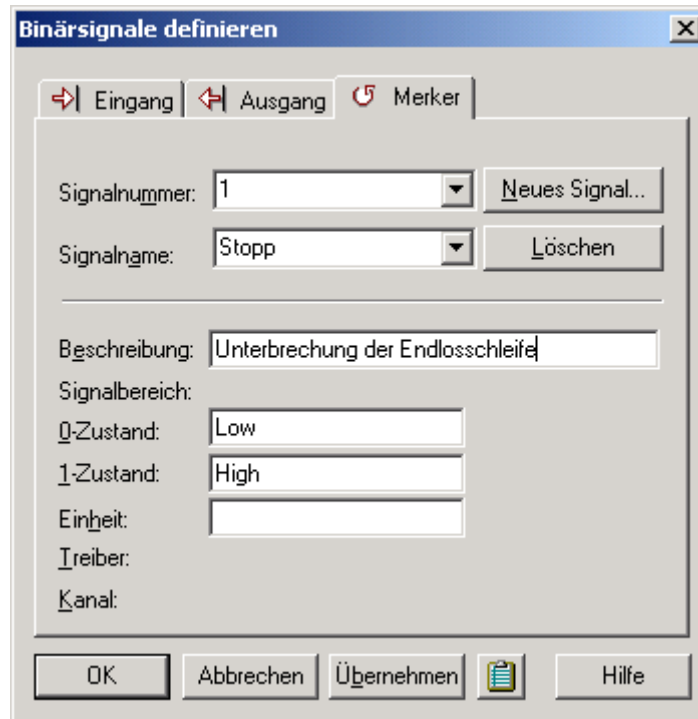 Binärsignale definieren
Eingang Ausgang Merker
Signalnummer: 1 Neues Signal...
Signalname: Stopp Löschen
Beschreibung: Unterbrechung der Endlosschleife
Signalbereich:
0-Zustand: Low
1-Zustand: High
Einheit:
Treiber:
Kanal:
OK Abbrechen Übernehmen Hilfe